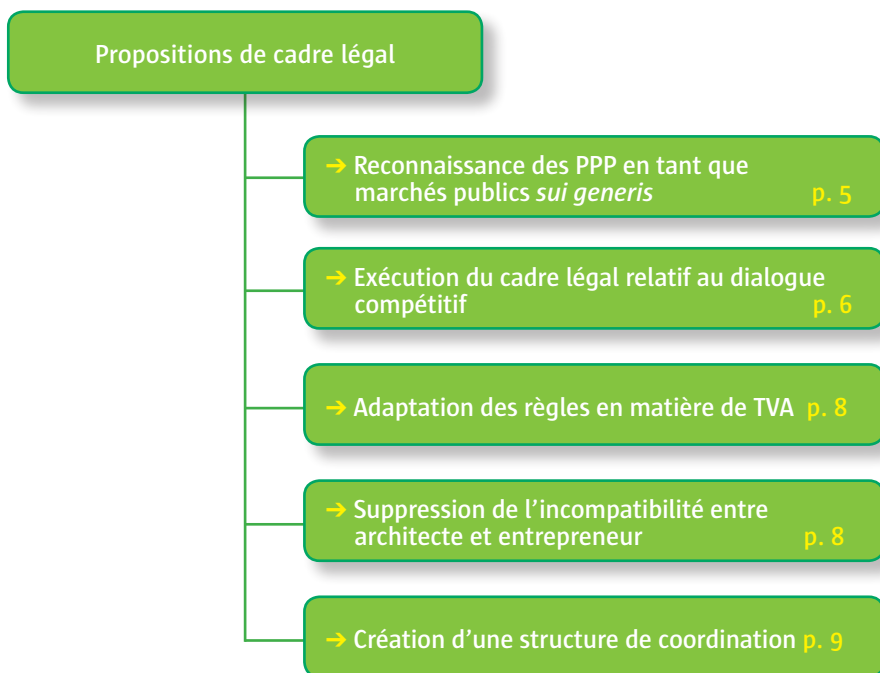 Propositions de cadre légal
➔ Reconnaissance des PPP en tant que
marchés publics sui generis p. 5
➔ Exécution du cadre légal relatif au dialogue
compétitif p. 6
➔ Adaptation des règles en matière de TVA p. 8
➔ Suppression de l'incompatibilité entre
architecte et entrepreneur p. 8
➔ Création d'une structure de coordination p. 9